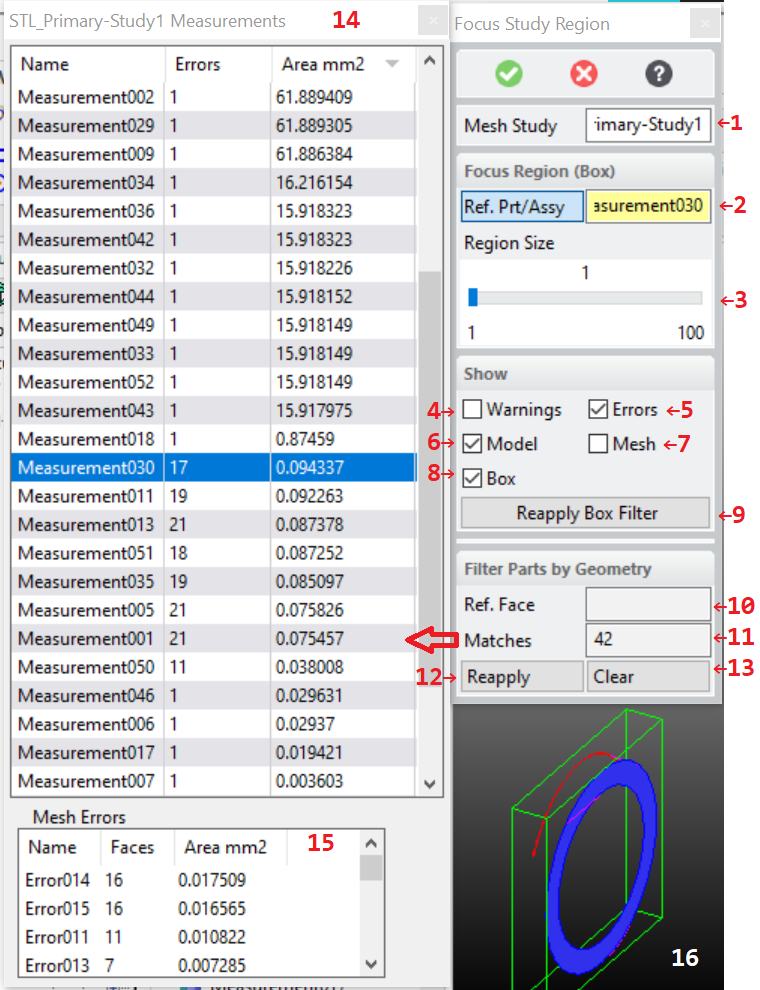 STL_Primary-Study1 Measurements 14
Name Errors Area mm2
Measurement002 1 61.889409
Measurement029 1 61.889305
Measurement009 1 61.886384
Measurement034 1 16.216154
Measurement036 1 15.918323
Measurement042 1 15.918323
Measurement032 1 15.918226
Measurement044 1 15.918152
Measurement049 1 15.918149
Measurement033 1 15.918149
Measurement052 1 15.918149
Measurement043 1 15.917975
Measurement018 1 0.87459
Measurement030 17 0.094337
Measurement011 19 0.092263
Measurement013 21 0.087378
Measurement051 18 0.087252
Measurement035 19 0.085097
Measurement005 21 0.075826
Measurement001 21 0.075457
Measurement050 11 0.038008
Measurement046 1 0.029631
Measurement006 1 0.02937
Measurement017 1 0.019421
Measurement007 1 0.003603
Mesh Errors
Name Faces Area mm2 15
Error014 16 0.017509
Error015 16 0.016565
Error011 11 0.010822
Error013 7 0.007285
Focus Study Region
?
Mesh Study imary-Study1 ←1
Focus Region (Box)
Ref. Prt/Assy asurement030 ←2
Region Size
1
←3
1 100
Show
4→ Warnings Errors ←5
6→ Model Mesh ←7
8→ Box
Reapply Box Filter ←9
Filter Parts by Geometry
Ref. Face ←10
Matches 42 ←11
12→ Reapply Clear ←13
16